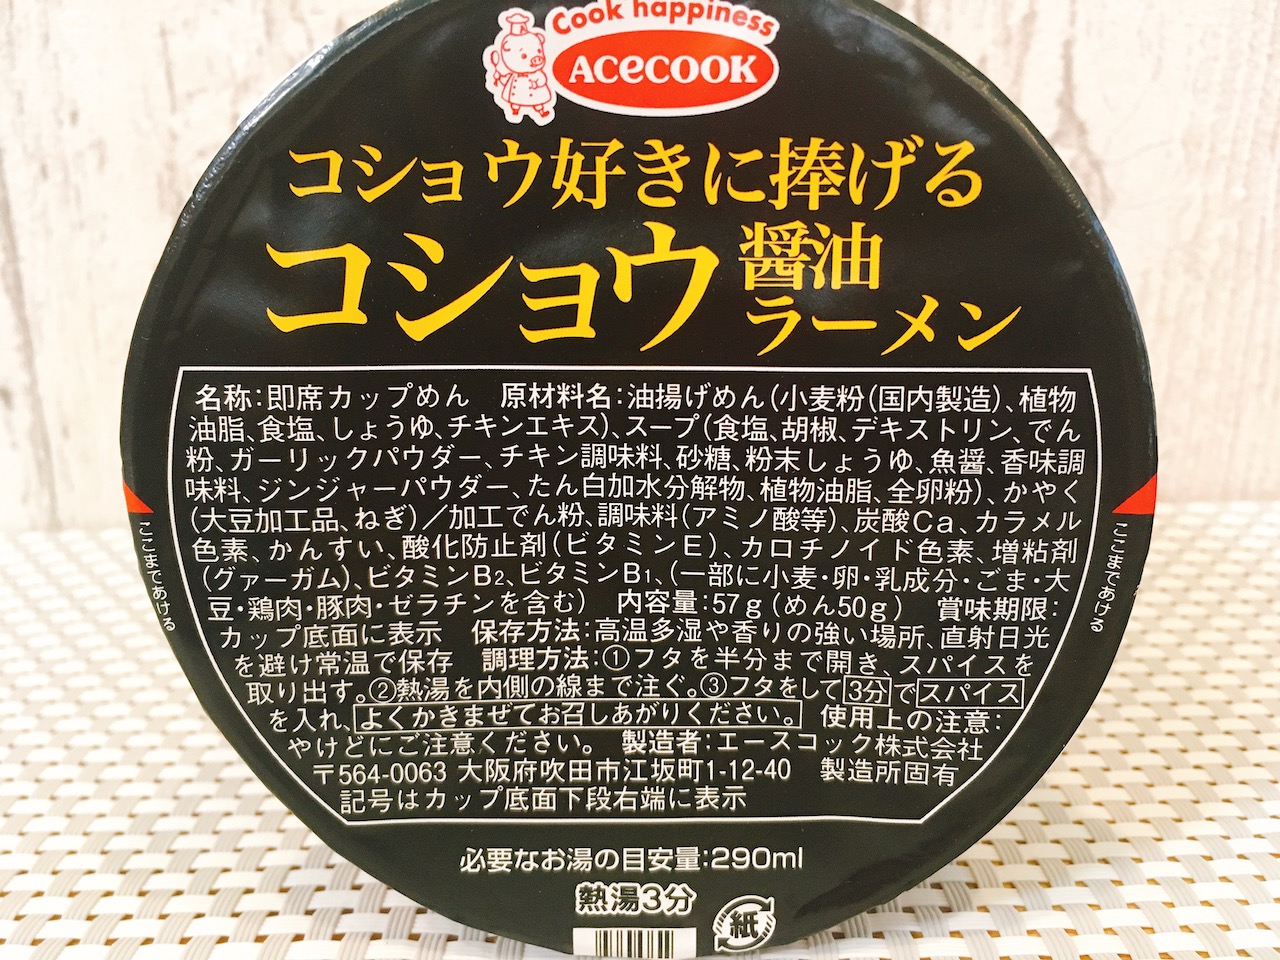 Cook happiness
ACECOOK
コショウ好きに捧げる
コショウ醤油
ラーメン
名称:即席カップめん 原材料名:油揚げめん(小麦粉(国内製造)、植物
油脂、食塩、しょうゆ、チキンエキス)、スープ(食塩、胡椒、デキストリン、でん
粉、ガーリックパウダー、チキン調味料、砂糖、粉末しょうゆ、魚醤、香味調
味料、ジンジャーパウダー、たん白加水分解物、植物油脂、全卵粉)、かやく
(大豆加工品、ねぎ)/加工でん粉、調味料(アミノ酸等)、炭酸Ca、カラメル
色素、かんすい、酸化防止剤(ビタミンE)、カロチノイド色素、増粘剤
(グァーガム)、ビタミンB2、ビタミンB1、(一部に小麦・卵・乳成分・ごま・大
豆・鶏肉・豚肉・ゼラチンを含む) 内容量:57g(めん50g) 賞味期限:
カップ底面に表示 保存方法:高温多湿や香りの強い場所、直射日光
を避け常温で保存 調理方法:①フタを半分まで開き、スパイスを
取り出す。②熱湯を内側の線まで注ぐ。③フタをして3分でスパイス
を入れ、よくかきまぜてお召しあがりください。 使用上の注意:
やけどにご注意ください。 製造者:エースコック株式会社
〒564-0063 大阪府吹田市江坂町1-12-40 製造所固有
記号はカップ底面下段右端に表示
ここまであける
ここまであける
必要なお湯の目安量:290ml
熱湯3分
紙